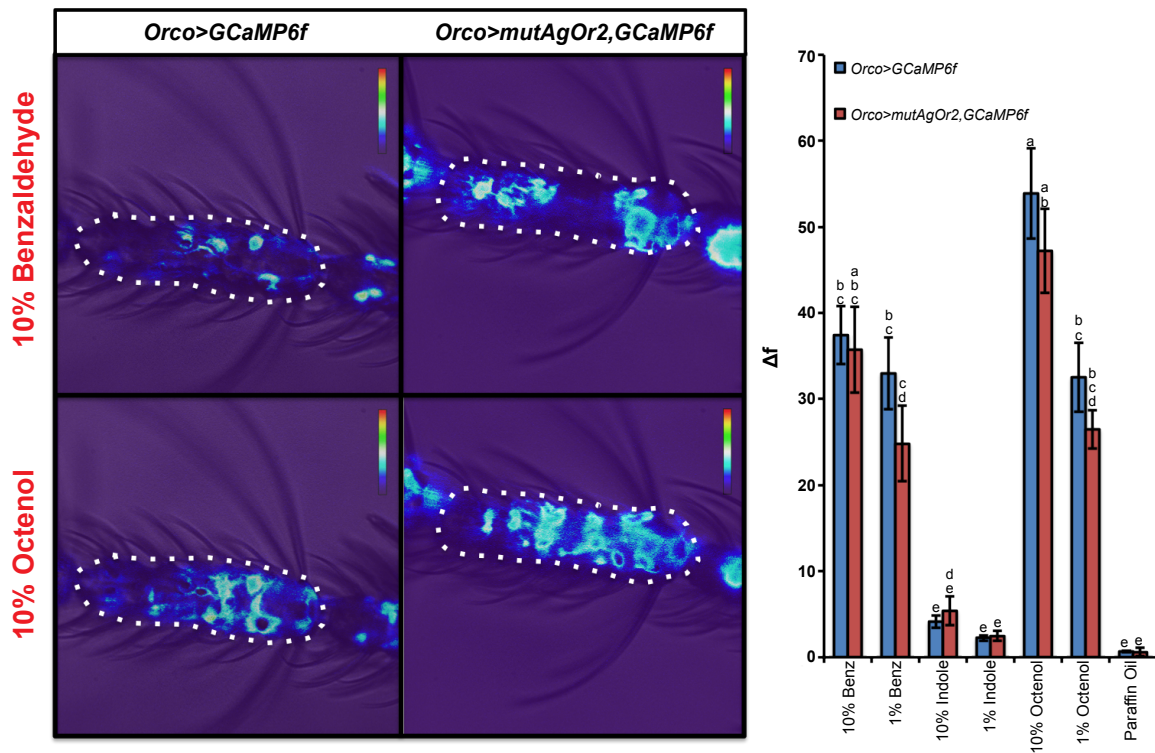 Orco>GCaMP6f
Orco>mutAgOr2,GCaMP6f
10% Benzaldehyde
10% Octenol
Orco>GCaMP6f
Orco>mutAgOr2,GCaMP6f
Δf
70
60
50
40
30
20
10
0
b
c
a
b
c
b
c
c
d
e
d
e
e
e
a
a
b
b
c
b
c
d
e
e
10% Benz
1% Benz
10% Indole
1% Indole
10% Octenol
1% Octenol
Paraffin Oil